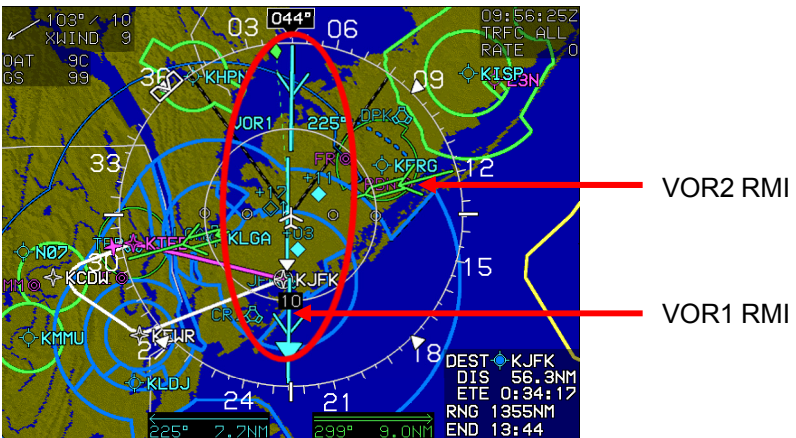 103° / 10
XWIND 9
OAT 9C
GS 99
044°
09:56:25Z
TRFC ALL
RATE 0
03
06
36
KHPN
09
KISP
VOR1 225°
DPK
33
FR
KFRG
12
+17
+11
KLGA
+03
N07
30
KCDW
KJFK
15
10
CR
KMMU
KEWR
18
KLDJ
24
21
225° 7.7NM
299° 9.0NM
DEST KJFK
DIS 56.3NM
ETE 0:34:17
RNG 1355NM
END 13:44
VOR2 RMI
VOR1 RMI